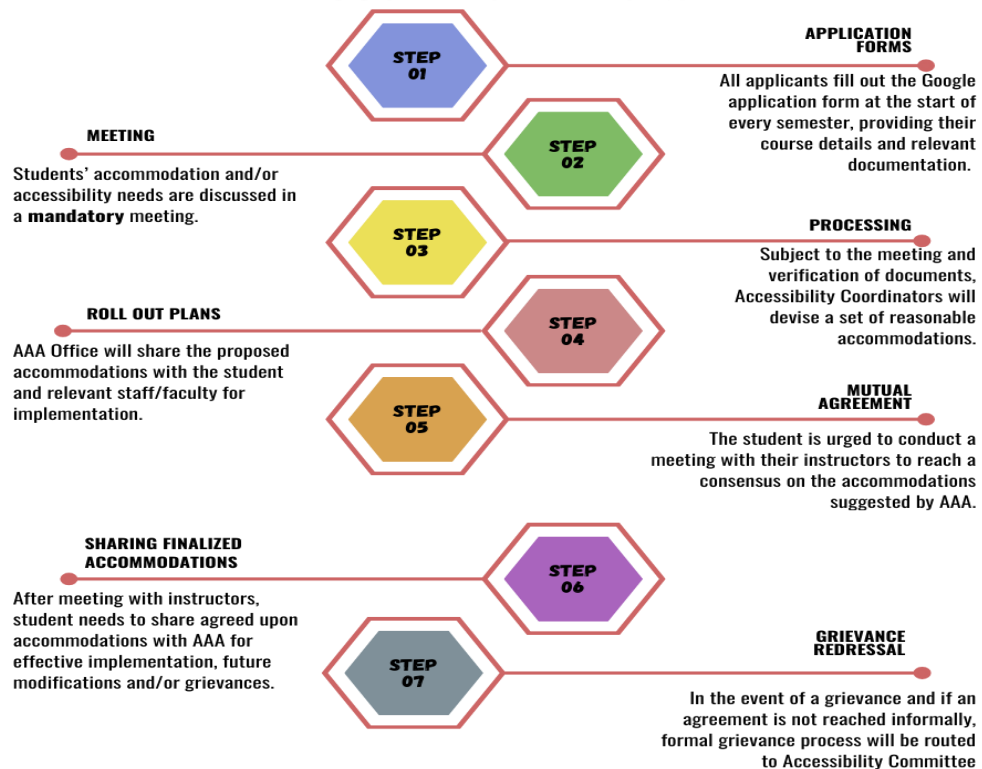 STEP
01
APPLICATION
FORMS
All applicants fill out the Google
application form at the start of
every semester, providing their
course details and relevant
documentation.
STEP
02
MEETING
Students' accommodation and/or
accessibility needs are discussed in
a mandatory meeting.
STEP
03
PROCESSING
Subject to the meeting and
verification of documents,
Accessibility Coordinators will
devise a set of reasonable
accommodations.
STEP
04
ROLL OUT PLANS
AAA Office will share the proposed
accommodations with the student
and relevant staff/faculty for
implementation.
STEP
05
MUTUAL
AGREEMENT
The student is urged to conduct a
meeting with their instructors to reach a
consensus on the accommodations
suggested by AAA.
STEP
06
SHARING FINALIZED
ACCOMMODATIONS
After meeting with instructors,
student needs to share agreed upon
accommodations with AAA for
effective implementation, future
modifications and/or grievances.
STEP
07
GRIEVANCE
REDRESSAL
In the event of a grievance and if an
agreement is not reached informally,
formal grievance process will be routed
to Accessibility Committee